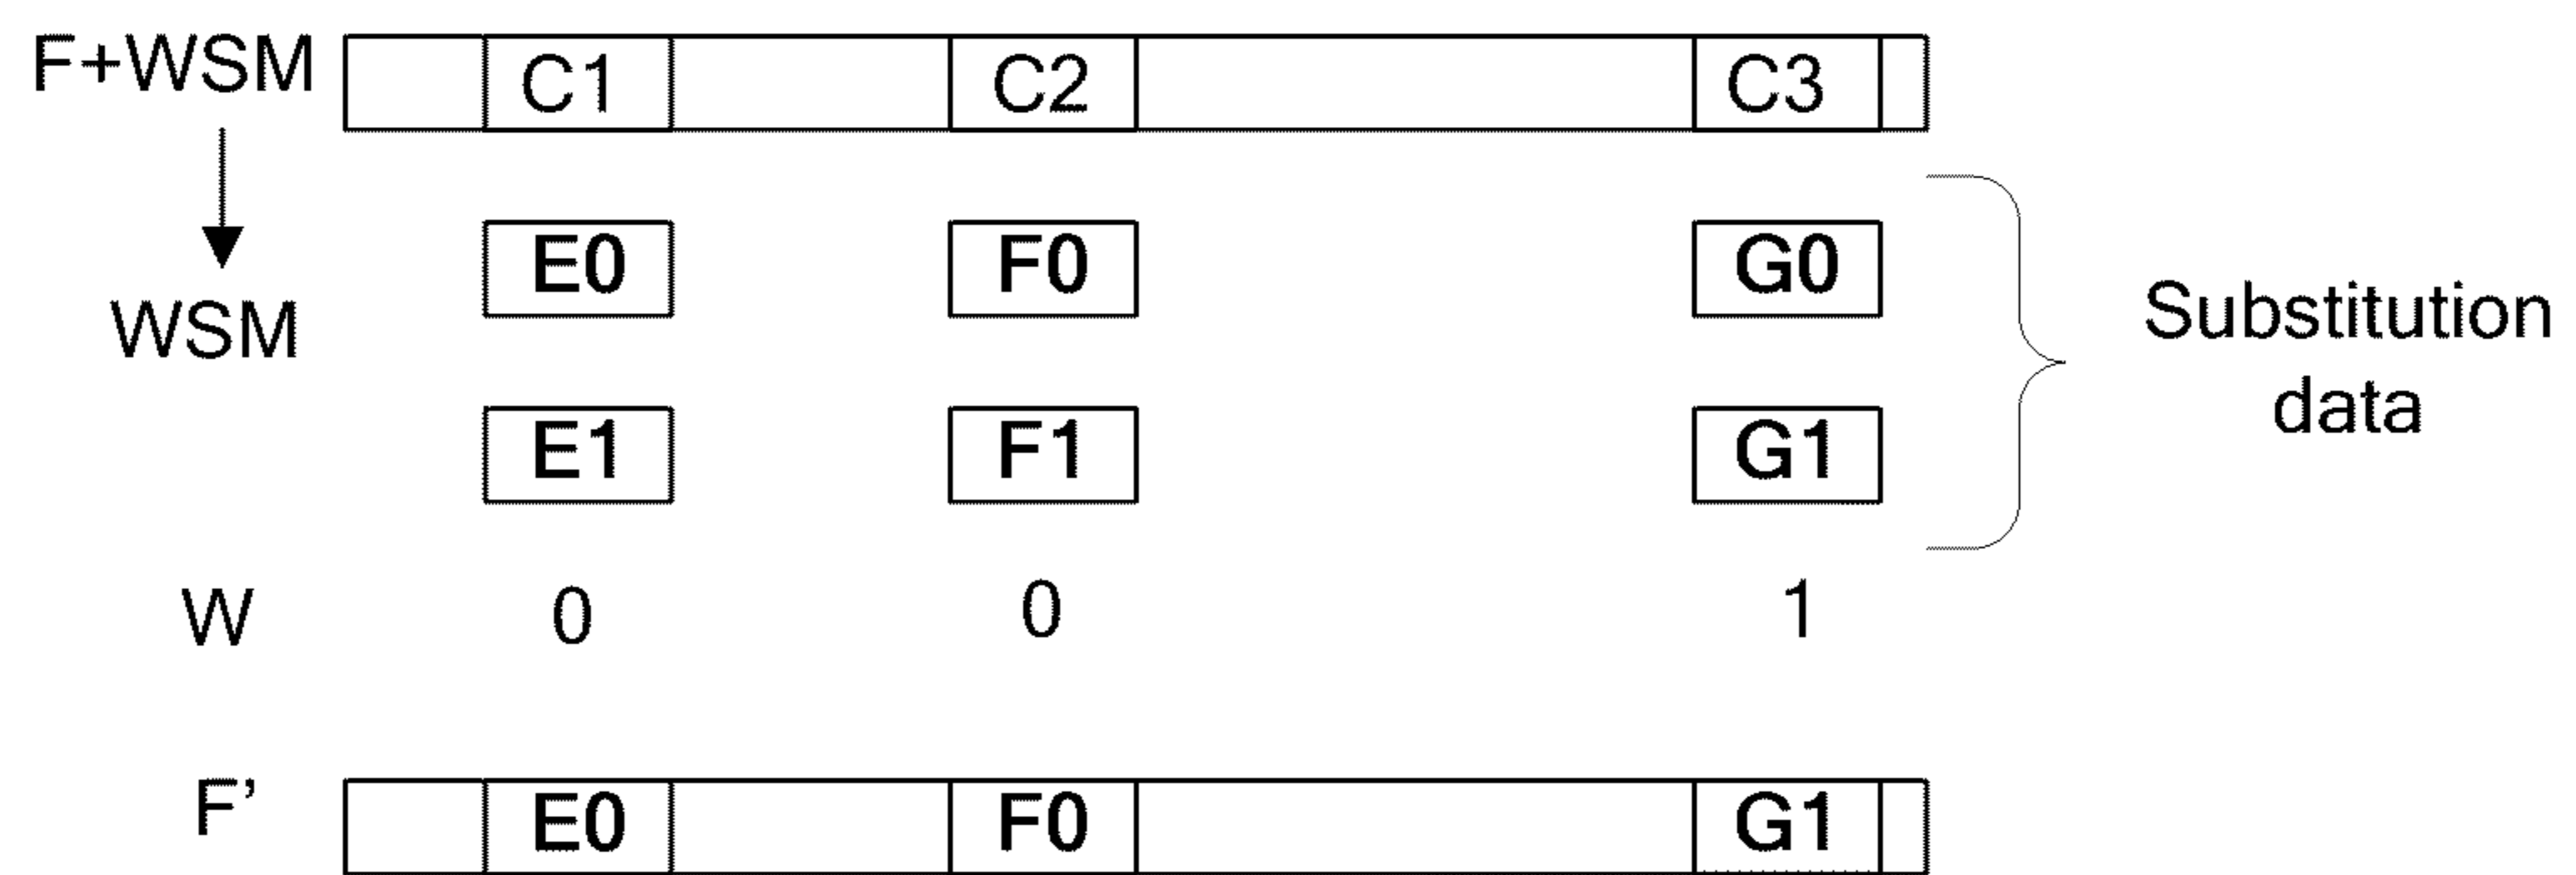 F+WSM C1 C2 C3
E0 F0 G0
WSM
Substitution
data
E1 F1 G1
W 0 0 1
F’ E0 F0 G1